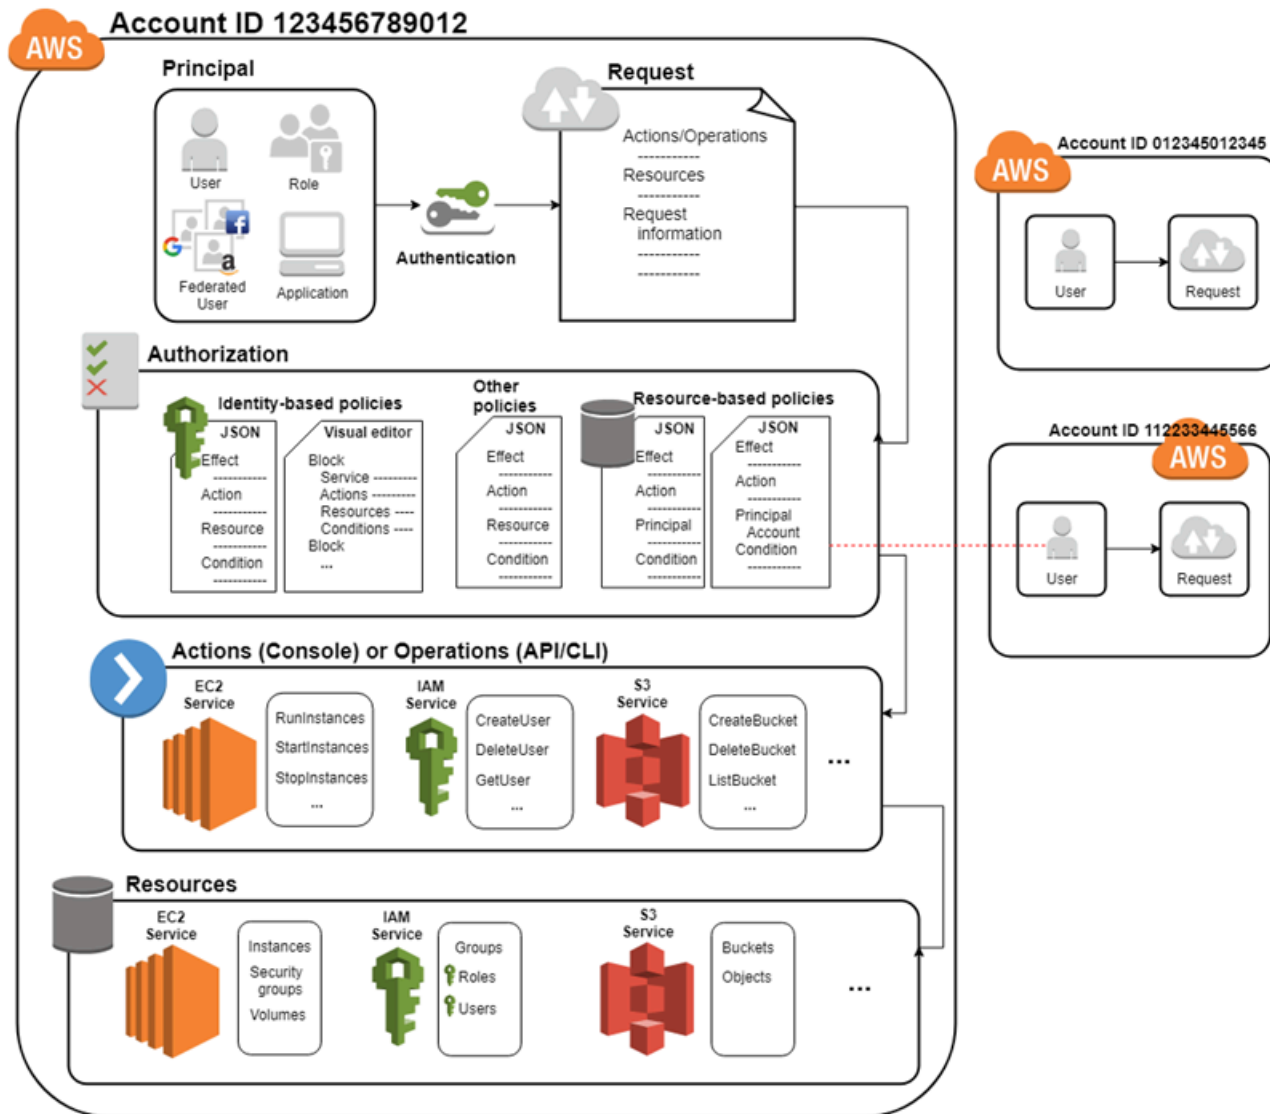 Account ID 123456789012
AWS
Principal
User
Role
Federated
User
Application
a
Authentication
Request
Actions/Operations
-----------
Resources
-----------
Request
information
-----------
-----------
Account ID 012345012345
AWS
User
Request
Account ID 112233445566
AWS
User
Request
Authorization
Identity-based policies
JSON
Effect
-----------
Action
-----------
Resource
-----------
Condition
-----------
Visual editor
Block
Service ---------
Actions ---------
Resources ----
Conditions ----
Block
...
Other
policies
JSON
Effect
-----------
Action
-----------
Resource
-----------
Condition
-----------
Resource-based policies
JSON
Effect
-----------
Action
-----------
Principal
-----------
Condition
-----------
JSON
Effect
-----------
Action
-----------
Principal
Account
Condition
-----------
Actions (Console) or Operations (API/CLI)
EC2
Service
RunInstances
StartInstances
StopInstances
...
IAM
Service
CreateUser
DeleteUser
GetUser
...
S3
Service
CreateBucket
DeleteBucket
ListBucket
...
...
Resources
EC2
Service
Instances
Security
groups
Volumes
IAM
Service
Groups
Roles
Users
S3
Service
Buckets
Objects
...